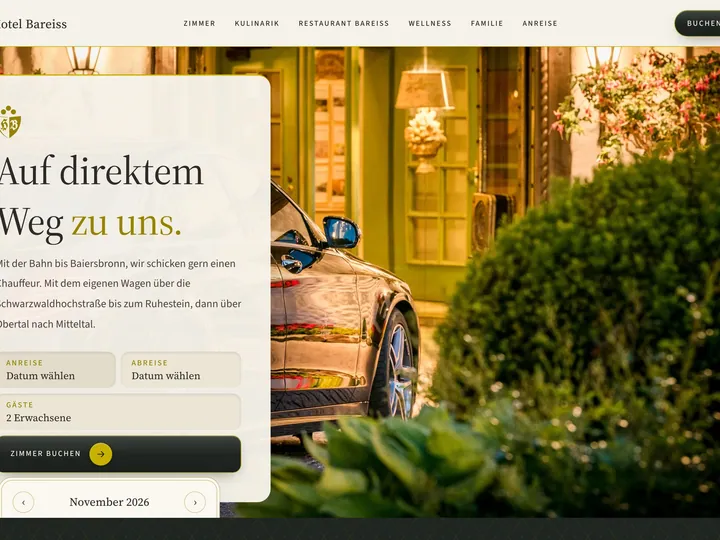 Hotel Bareiss
ZIMMER
KULINARIK
RESTAURANT BAREISS
WELLNESS
FAMILIE
ANREISE
BUCHEN
Auf direktem
Weg zu uns.
Mit der Bahn bis Baiersbronn, wir schicken gern einen
Chauffeur. Mit dem eigenen Wagen über die
Schwarzwaldhochstraße bis zum Ruhestein, dann über
Obertal nach Mitteltal.
ANREISE
Datum wählen
ABREISE
Datum wählen
GÄSTE
2 Erwachsene
ZIMMER BUCHEN →
‹ November 2026 ›